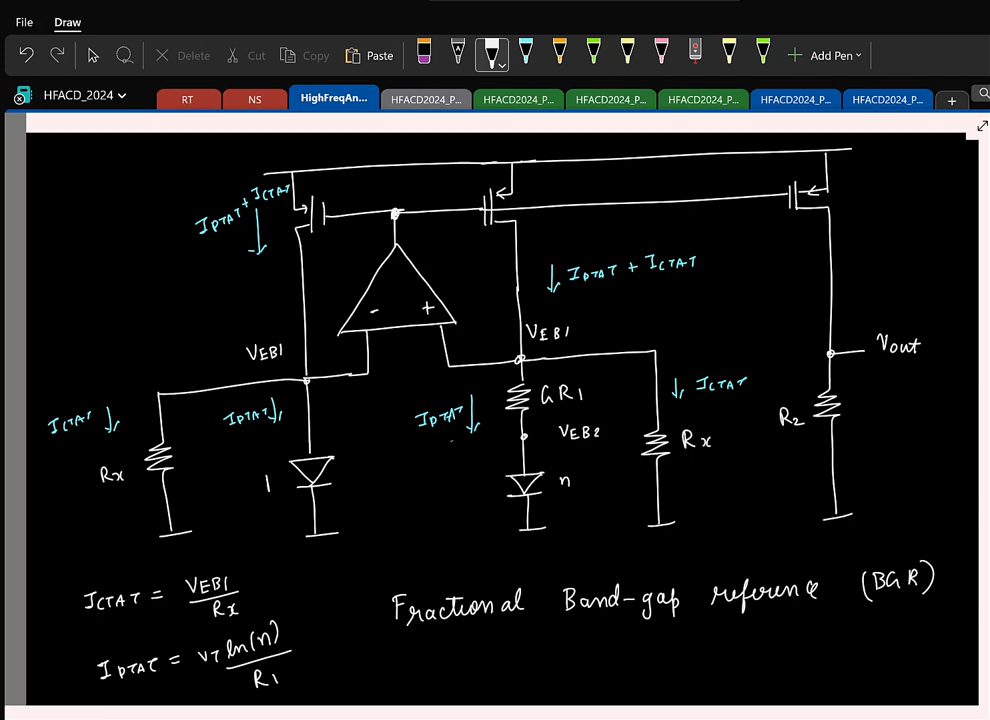 File Draw
Delete Cut Copy Paste Add Pen
HFACD_2024 RT NS HighFreqAn... HFACD2024_P... HFACD2024_P... HFACD2024_P... HFACD2024_P... HFACD2024_P... HFACD2024_P... +
IPTAT + ICTAT
IPTAT + ICTAT
- +
VEB1
VEB1
Vout
ICTAT
IPTAT
IPTAT
GR1
ICTAT
R2
VEB2
Rx
Rx
1
n
ICTAT = VEB1 / Rx
Fractional Band-gap reference (BGR)
IPTAT = VT ln(n) / R1